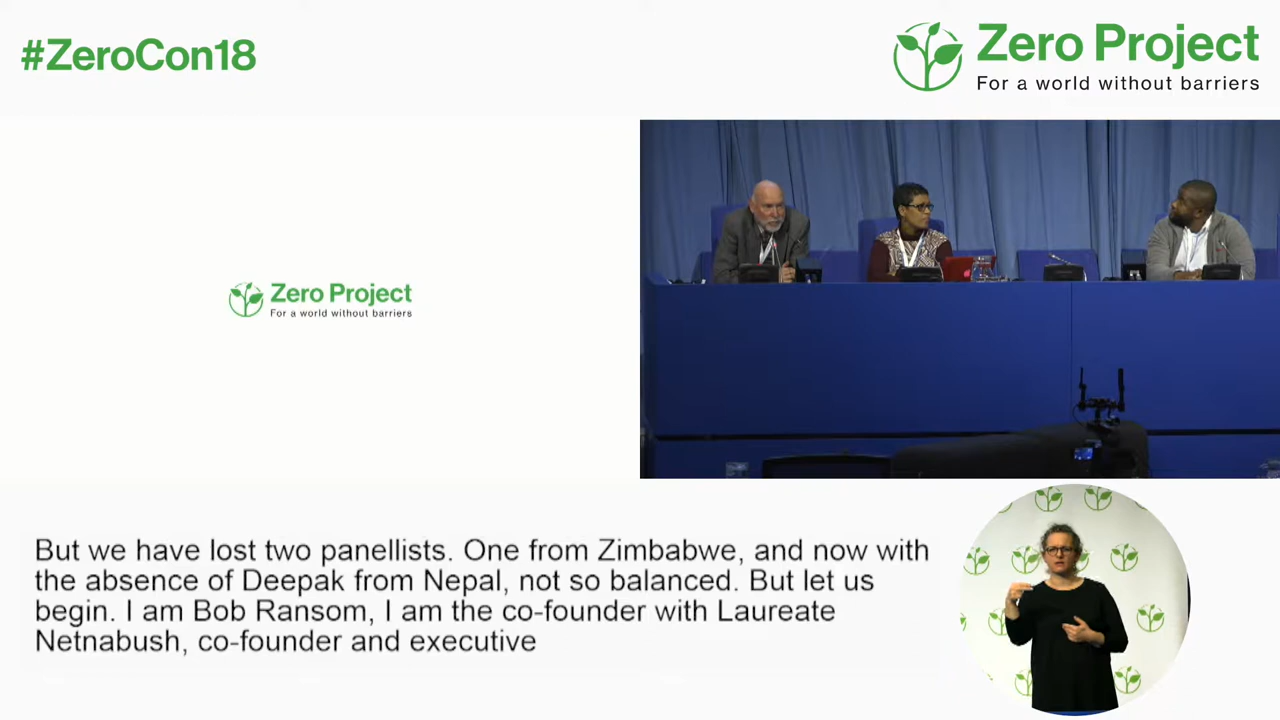 #ZeroCon18
Zero Project
For a world without barriers
Zero Project
For a world without barriers
But we have lost two panellists. One from Zimbabwe, and now with
the absence of Deepak from Nepal, not so balanced. But let us
begin. I am Bob Ransom, I am the co-founder with Laureate
Netnabush, co-founder and executive